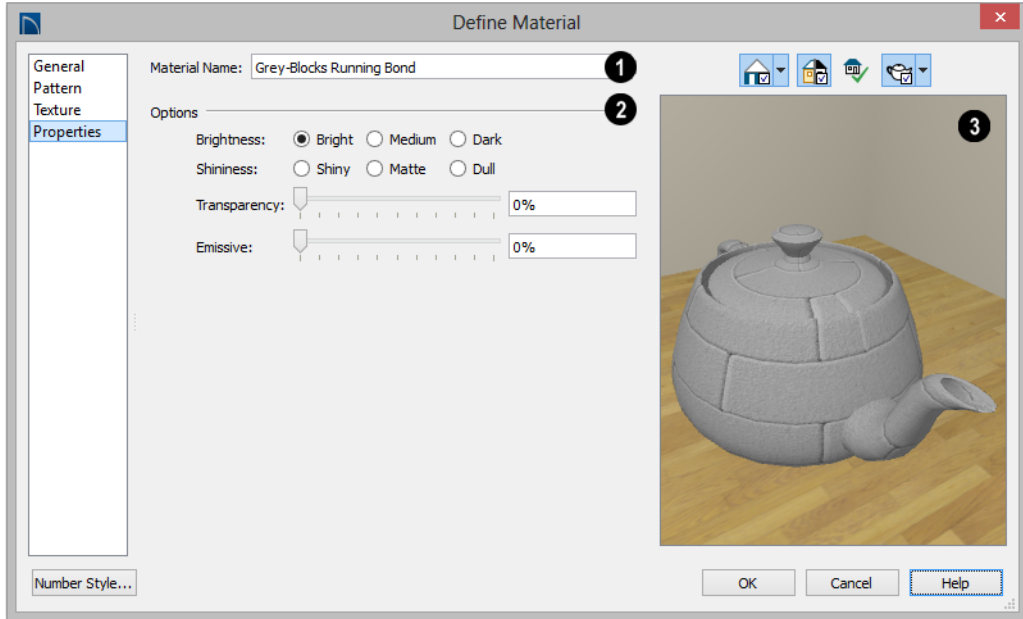 Define Material
General
Pattern
Texture
Properties
Material Name: Grey-Blocks Running Bond 1
Options 2
Brightness: Bright Medium Dark
Shininess: Shiny Matte Dull
Transparency: 0%
Emissive: 0%
3
Number Style...
OK Cancel Help